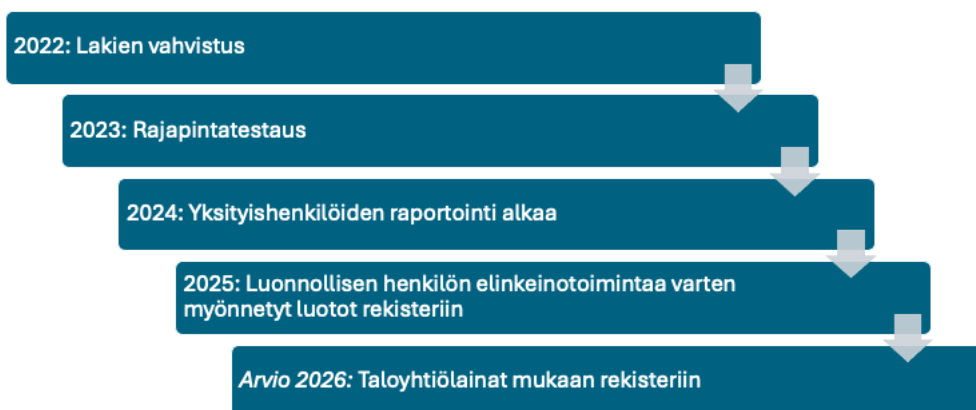 2022: Lakien vahvistus
2023: Rajapintatestaus
2024: Yksityishenkilöiden raportointi alkaa
2025: Luonnollisen henkilön elinkeinotoimintaa varten
myönnetyt luotot rekisteriin
Arvio 2026: Taloyhtiölainat mukaan rekisteriin